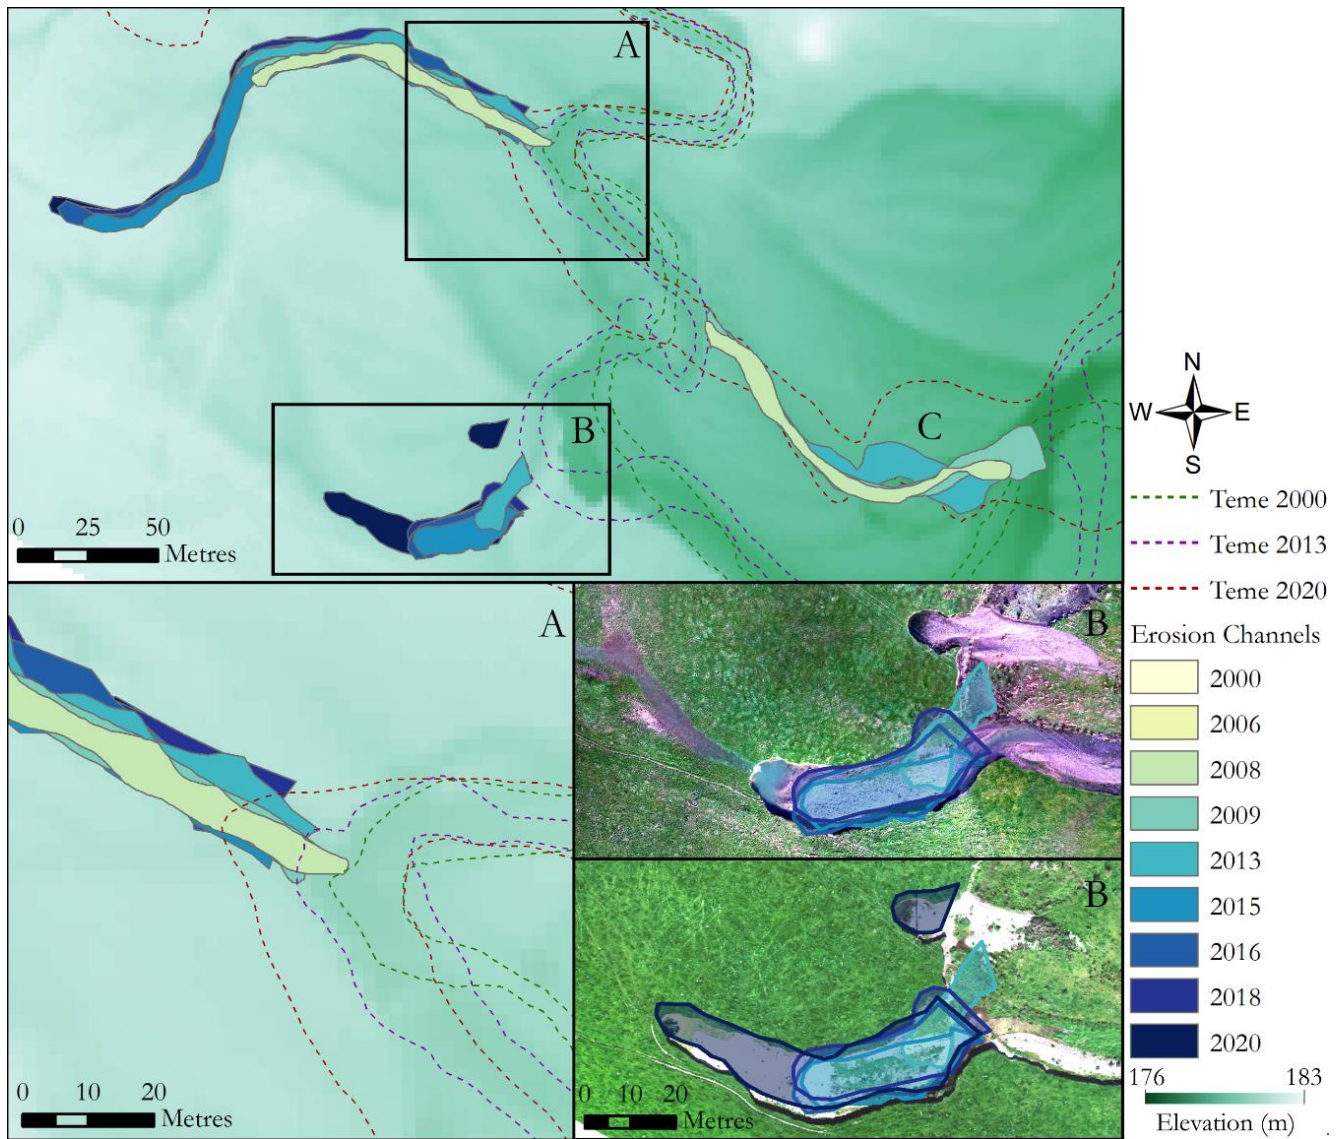 A
B
C
0 25 50
Metres
N
W E
S
Teme 2000
Teme 2013
Teme 2020
Erosion Channels
2000
2006
2008
2009
2013
2015
2016
2018
2020
176 183
Elevation (m)
A
0 10 20
Metres
B
B
0 10 20
Metres